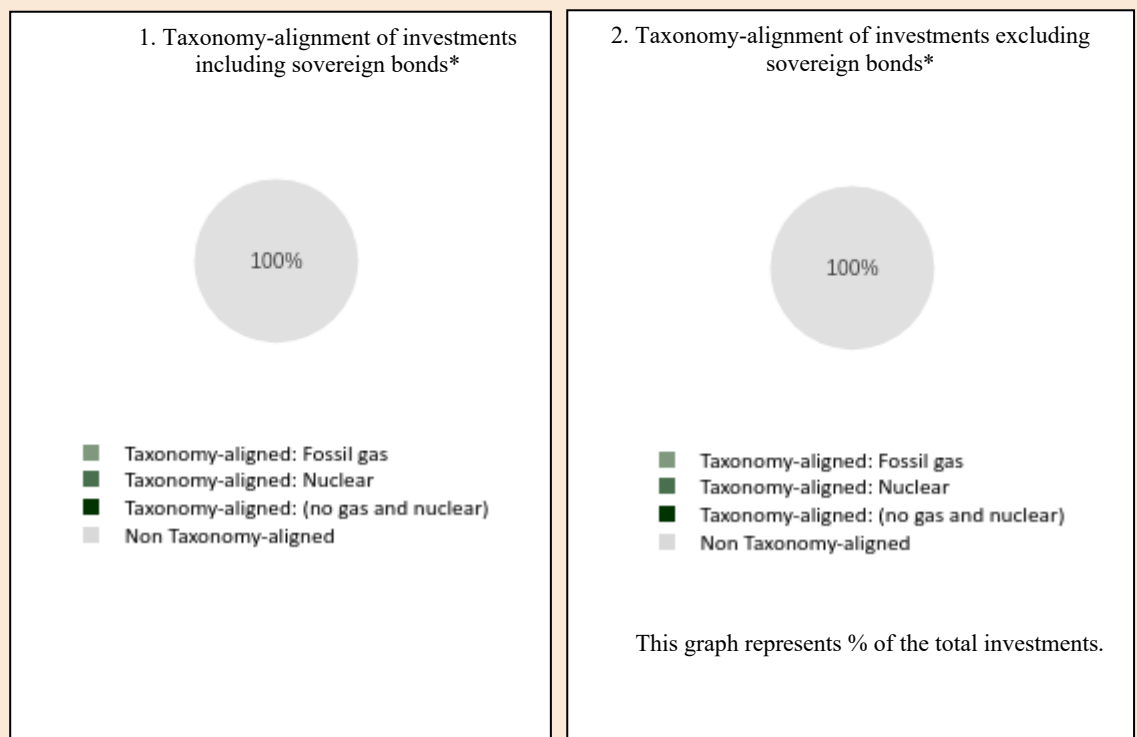 1. Taxonomy-alignment of investments
including sovereign bonds*
100%
Taxonomy-aligned: Fossil gas
Taxonomy-aligned: Nuclear
Taxonomy-aligned: (no gas and nuclear)
Non Taxonomy-aligned
2. Taxonomy-alignment of investments excluding
sovereign bonds*
100%
Taxonomy-aligned: Fossil gas
Taxonomy-aligned: Nuclear
Taxonomy-aligned: (no gas and nuclear)
Non Taxonomy-aligned
This graph represents % of the total investments.